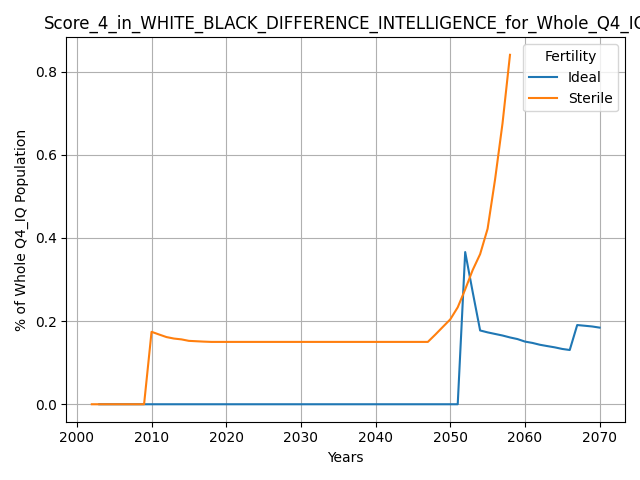 Score_4_in_WHITE_BLACK_DIFFERENCE_INTELLIGENCE_for_Whole_Q4_IQ
Fertility
Ideal
Sterile
% of Whole Q4_IQ Population
0.8
0.6
0.4
0.2
0.0
2000 2010 2020 2030 2040 2050 2060 2070
Years